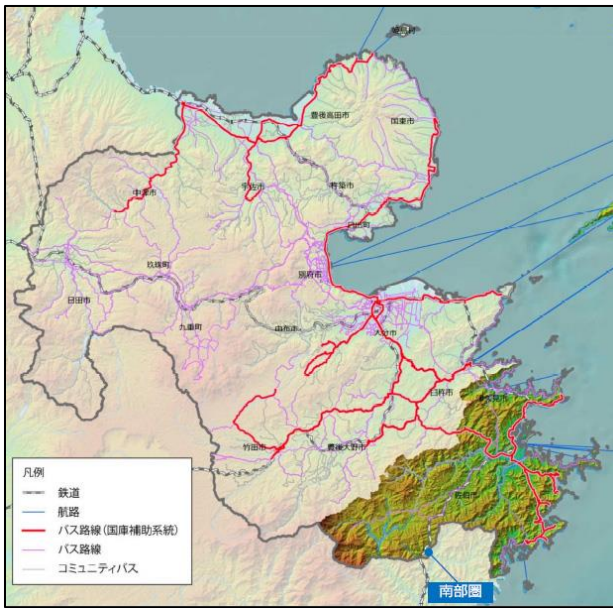 姫島村
豊後高田市
国東市
中津市
宇佐市
杵築市
日出町
玖珠町
別府市
日田市
九重町
由布市
大分市
臼杵市
津久見市
竹田市
豊後大野市
佐伯市
凡例
鉄道
航路
バス路線(国庫補助系統)
バス路線
コミュニティバス
南部圏